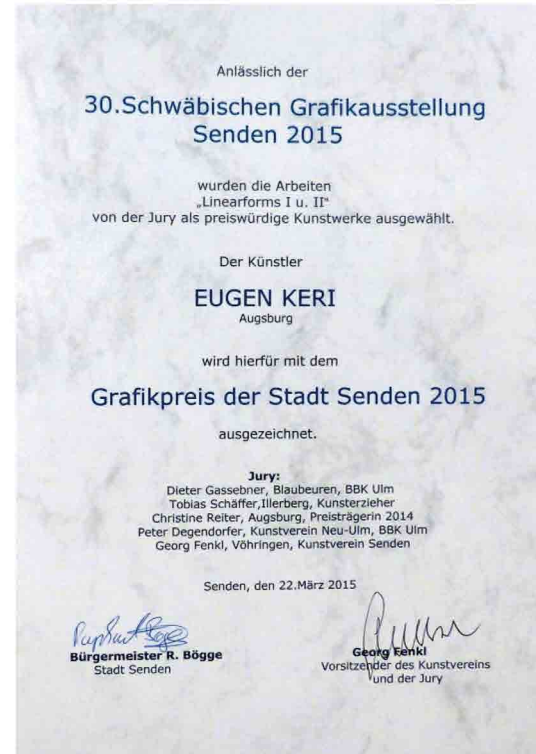 Anlässlich der
30.Schwäbischen Grafikausstellung
Senden 2015
wurden die Arbeiten
„Linearforms I u. II"
von der Jury als preiswürdige Kunstwerke ausgewählt.
Der Künstler
EUGEN KERI
Augsburg
wird hierfür mit dem
Grafikpreis der Stadt Senden 2015
ausgezeichnet.
Jury:
Dieter Gassebner, Blaubeuren, BBK Ulm
Tobias Schäffer,Illerberg, Kunsterzieher
Christine Reiter, Augsburg, Preisträgerin 2014
Peter Degendorfer, Kunstverein Neu-Ulm, BBK Ulm
Georg Fenkl, Vöhringen, Kunstverein Senden
Senden, den 22.März 2015
Bürgermeister R. Bögge
Stadt Senden
Georg Fenkl
Vorsitzender des Kunstvereins
und der Jury